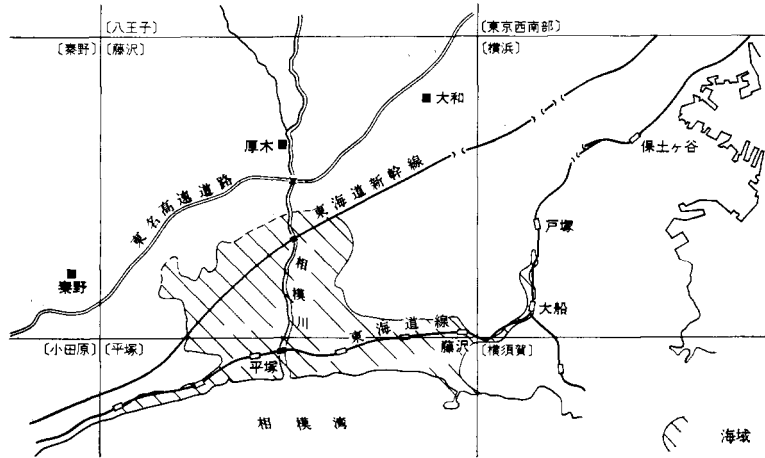 〔八王子〕
〔東京西南部〕
〔秦野〕
〔藤沢〕
〔横浜〕
大和
厚木
保土ヶ谷
東名高速道路
東海道新幹線
戸塚
秦野
相模川
大船
東海道線
〔小田原〕
〔平塚〕
藤沢
〔横須賀〕
平塚
相模湾
海域